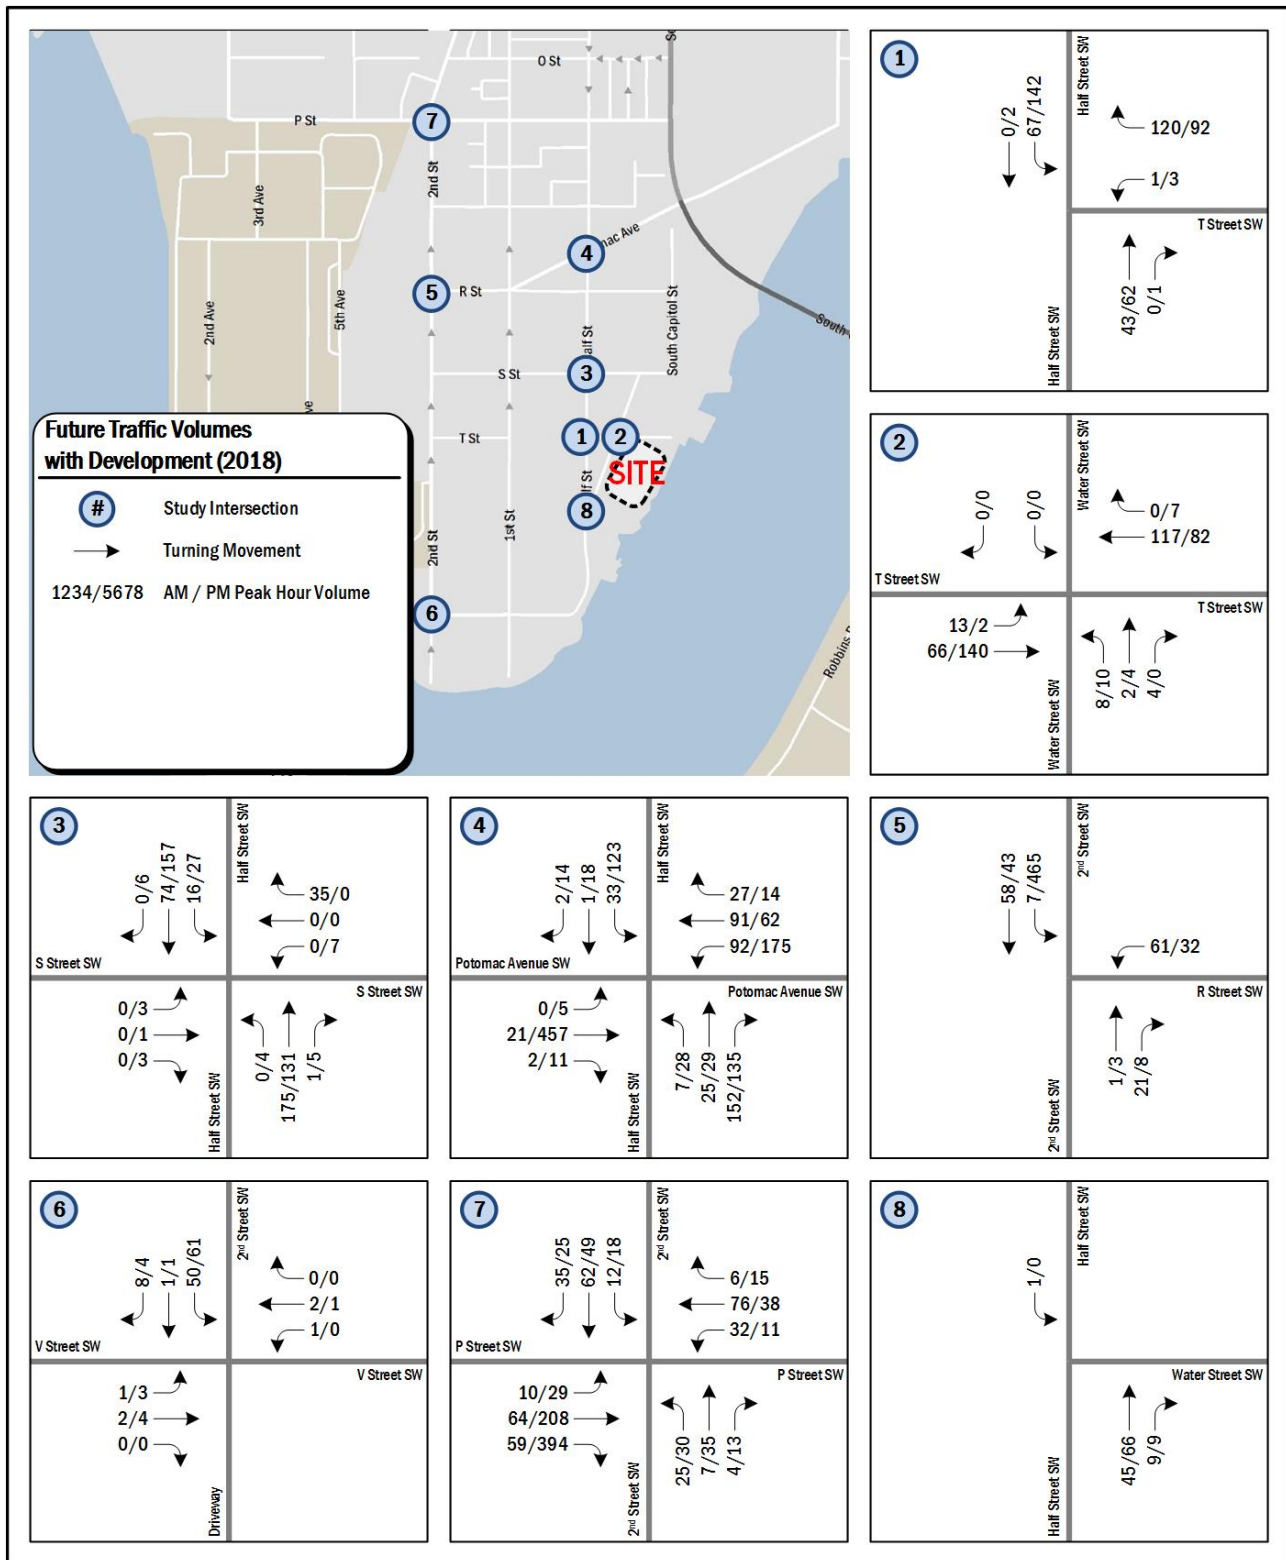 O St
Se
P St
7
2nd St
3rd Ave
2nd Ave
5th Ave
4
mac Ave
5
R St
alf St
South Capitol St
South
S St
3
T St
1
2
SITE
lf St
8
1st St
2nd St
6
ve
Future Traffic Volumes
with Development (2018)
# Study Intersection
Turning Movement
1234/5678 AM / PM Peak Hour Volume
1
Half Street SW
0/2
67/142
120/92
1/3
T Street SW
43/62
0/1
Half Street SW
2
Water Street SW
0/0
0/0
0/7
117/82
T Street SW
T Street SW
13/2
66/140
8/10
2/4
4/0
Water Street SW
3
Half Street SW
0/6
74/157
16/27
35/0
0/0
0/7
S Street SW
S Street SW
0/3
0/1
0/3
0/4
175/131
1/5
Half Street SW
4
Half Street SW
2/14
1/18
33/123
27/14
91/62
92/175
Potomac Avenue SW
Potomac Avenue SW
0/5
21/457
2/11
7/28
25/29
152/135
Half Street SW
5
2nd Street SW
58/43
7/465
61/32
R Street SW
1/3
21/8
2nd Street SW
6
2nd Street SW
8/4
1/1
50/61
0/0
2/1
1/0
V Street SW
V Street SW
1/3
2/4
0/0
Driveway
7
2nd Street SW
35/25
62/49
12/18
6/15
76/38
32/11
P Street SW
P Street SW
10/29
64/208
59/394
25/30
7/35
4/13
2nd Street SW
8
Half Street SW
1/0
Water Street SW
45/66
9/9
Half Street SW